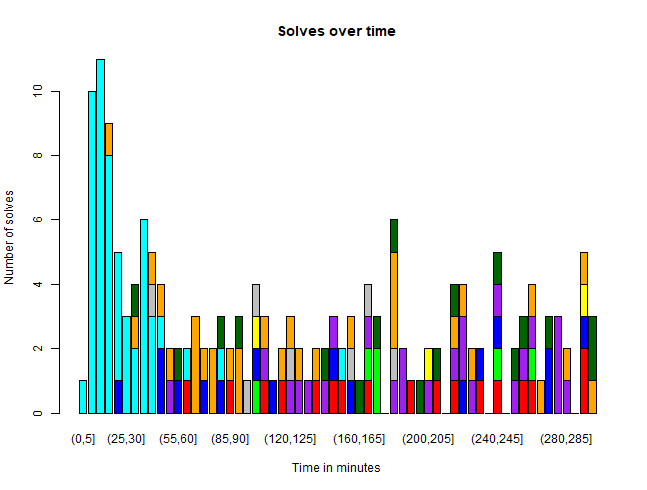 Solves over time
Number of solves
0
2
4
6
8
10
(0,5] (25,30] (55,60] (85,90] (120,125] (160,165] (200,205] (240,245] (280,285]
Time in minutes